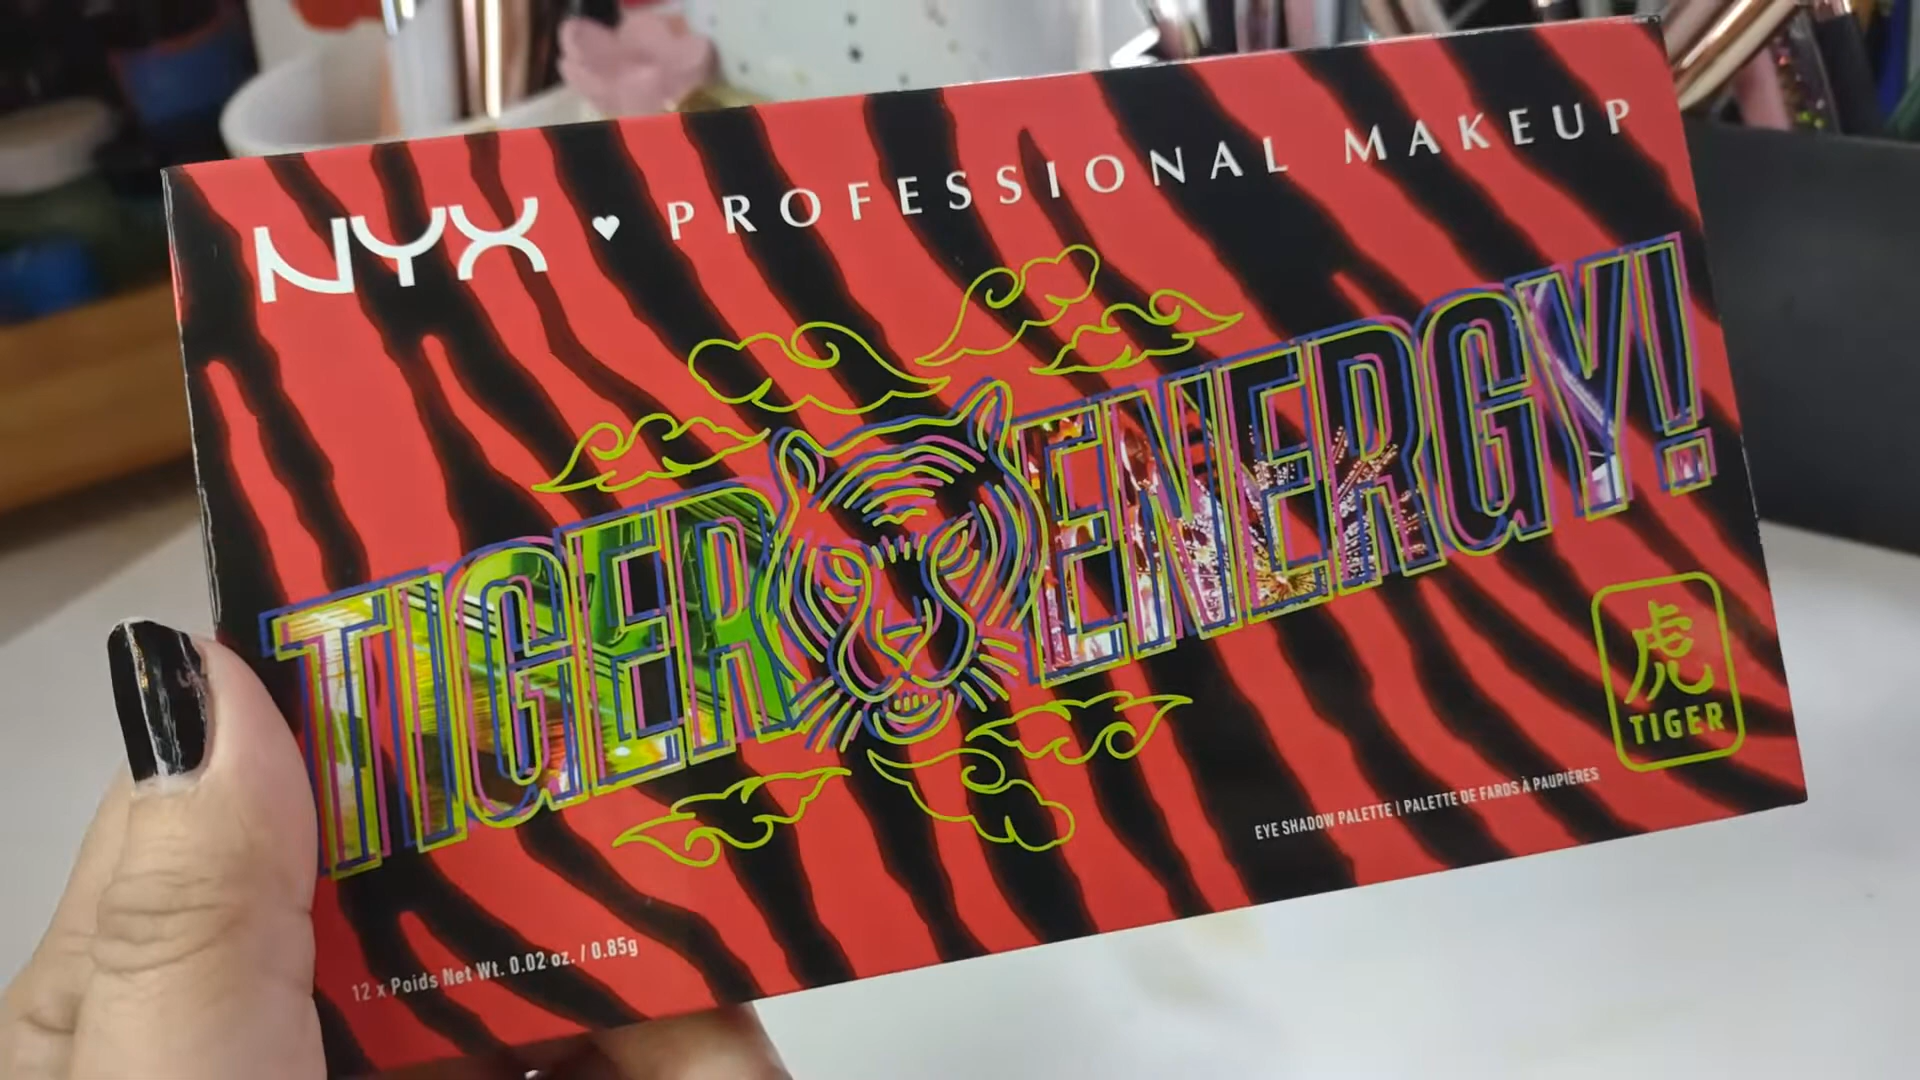 NYX ♥ PROFESSIONAL MAKEUP
TIGER ENERGY!
虎
TIGER
EYE SHADOW PALETTE | PALETTE DE FARDS À PAUPIÈRES
12 x Poids Net Wt. 0.02 oz. / 0.85g